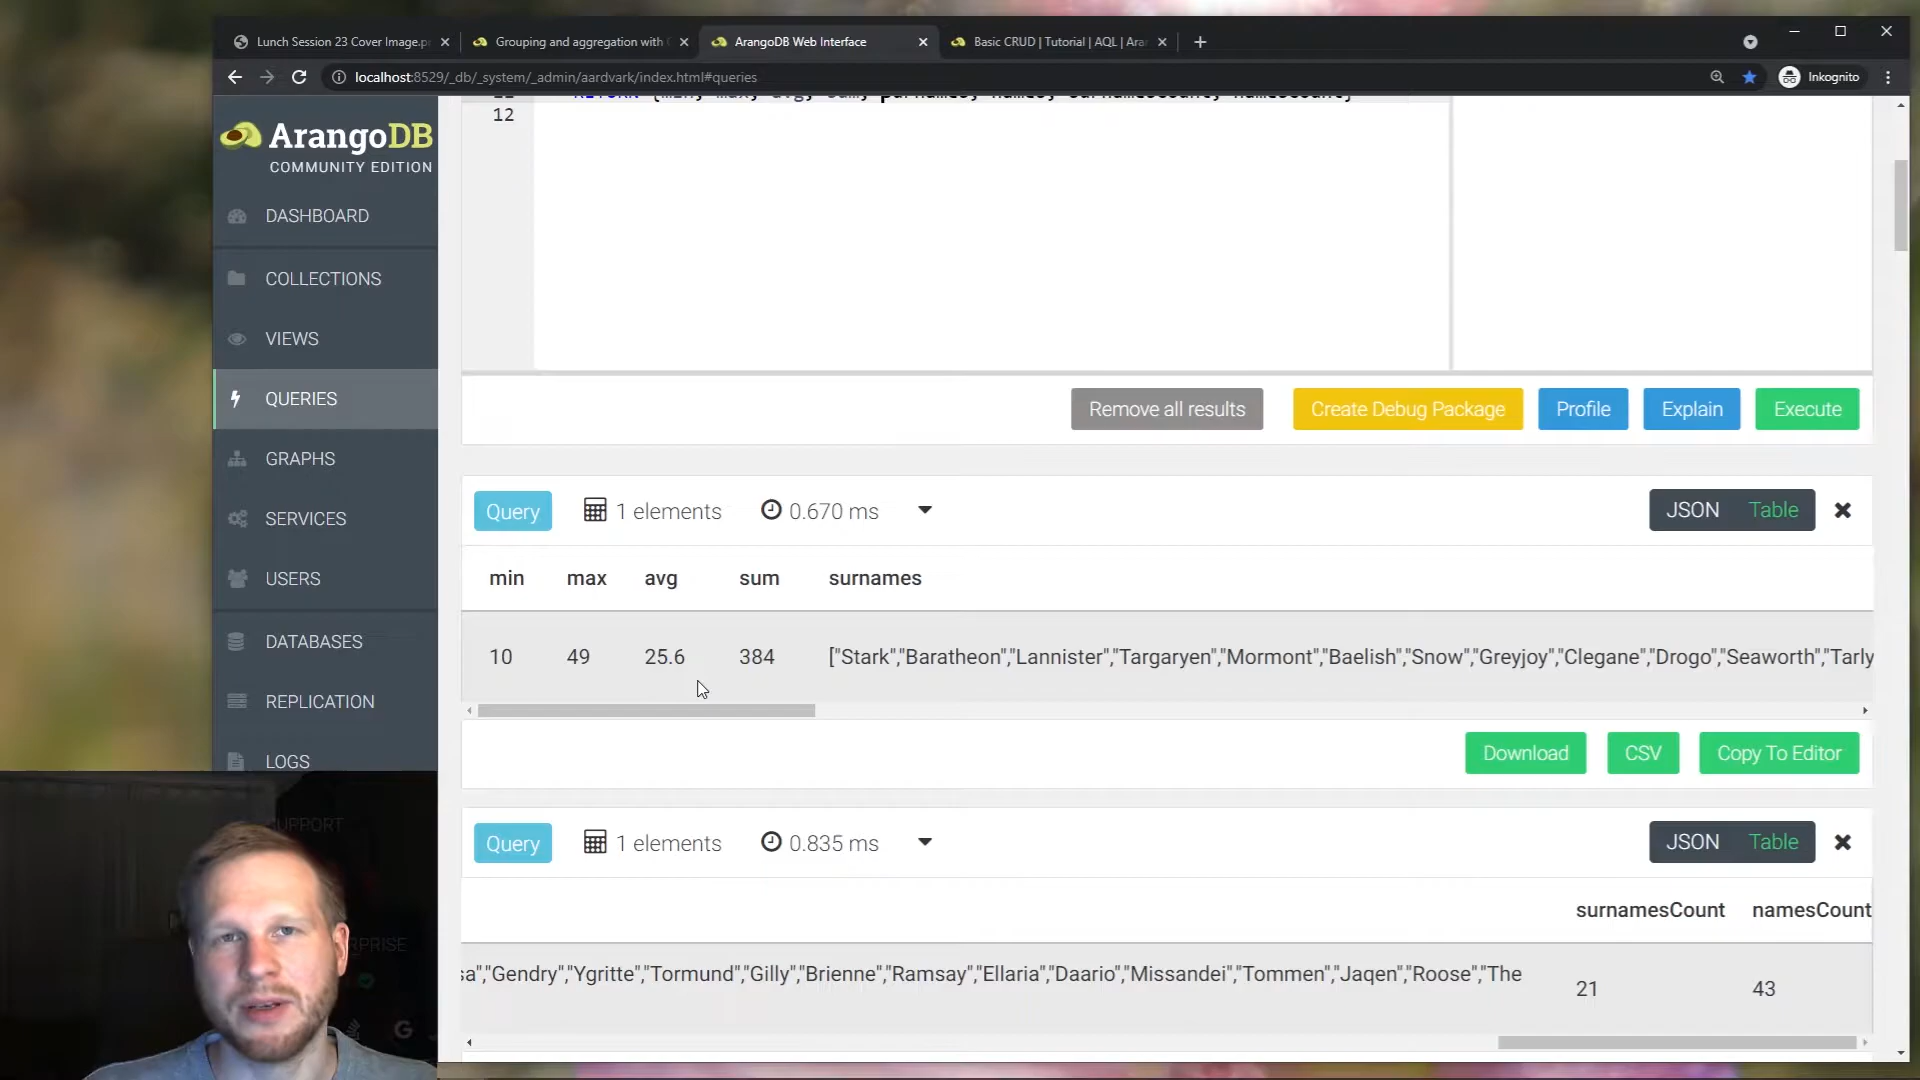 Lunch Session 23 Cover Image.p
Grouping and aggregation with
ArangoDB Web Interface
Basic CRUD | Tutorial | AQL | Ara
localhost:8529/_db/_system/_admin/aardvark/index.html#queries
Inkognito
ArangoDB
COMMUNITY EDITION
DASHBOARD
COLLECTIONS
VIEWS
QUERIES
GRAPHS
SERVICES
USERS
DATABASES
REPLICATION
LOGS
12
Remove all results
Create Debug Package
Profile
Explain
Execute
Query
1 elements
0.670 ms
JSON
Table
min max avg sum surnames
10 49 25.6 384 ["Stark","Baratheon","Lannister","Targaryen","Mormont","Baelish","Snow","Greyjoy","Clegane","Drogo","Seaworth","Tarly
Download
CSV
Copy To Editor
Query
1 elements
0.835 ms
JSON
Table
surnamesCount namesCount
sa","Gendry","Ygritte","Tormund","Gilly","Brienne","Ramsay","Ellaria","Daario","Missandei","Tommen","Jaqen","Roose","The
21 43